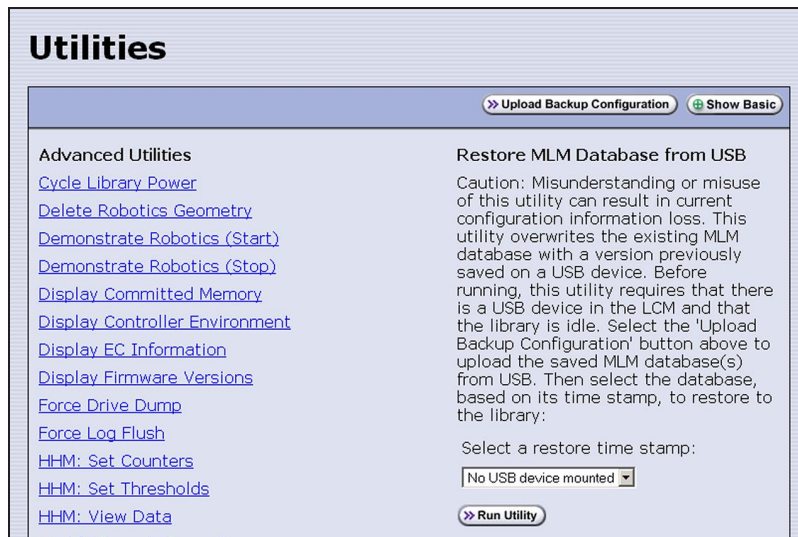 Utilities
Upload Backup Configuration
Show Basic
Advanced Utilities
Cycle Library Power
Delete Robotics Geometry
Demonstrate Robotics (Start)
Demonstrate Robotics (Stop)
Display Committed Memory
Display Controller Environment
Display EC Information
Display Firmware Versions
Force Drive Dump
Force Log Flush
HHM: Set Counters
HHM: Set Thresholds
HHM: View Data
Restore MLM Database from USB
Caution: Misunderstanding or misuse
of this utility can result in current
configuration information loss. This
utility overwrites the existing MLM
database with a version previously
saved on a USB device. Before
running, this utility requires that there
is a USB device in the LCM and that
the library is idle. Select the 'Upload
Backup Configuration' button above to
upload the saved MLM database(s)
from USB. Then select the database,
based on its time stamp, to restore to
the library:
Select a restore time stamp:
No USB device mounted
Run Utility